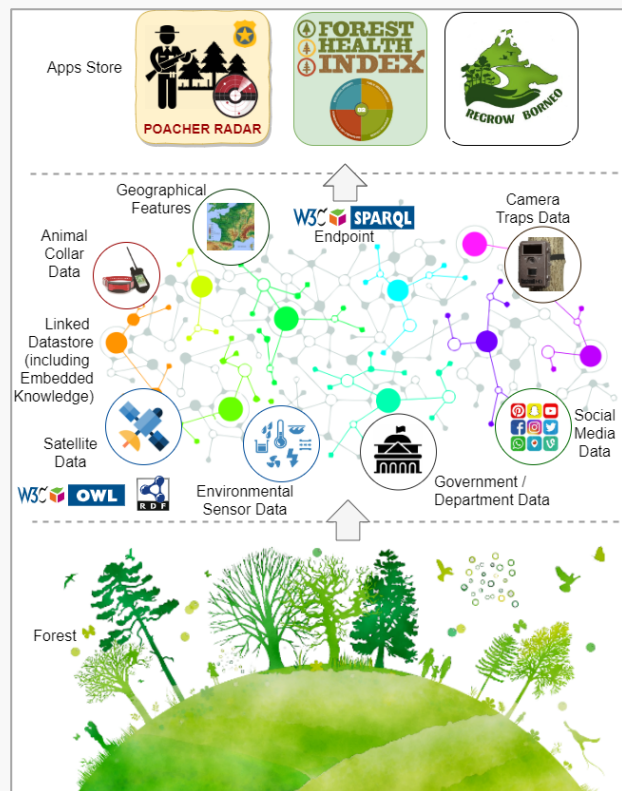 Apps Store
POACHER RADAR
FOREST
HEALTH
INDEX
RECROW BORNEO
Geographical
Features
W3C SPARQL
Endpoint
Camera
Traps Data
Animal
Collar
Data
Linked
Datastore
(including
Embedded
Knowledge)
Satellite
Data
W3C OWL
RDF
Environmental
Sensor Data
Government /
Department Data
Social
Media
Data
Forest